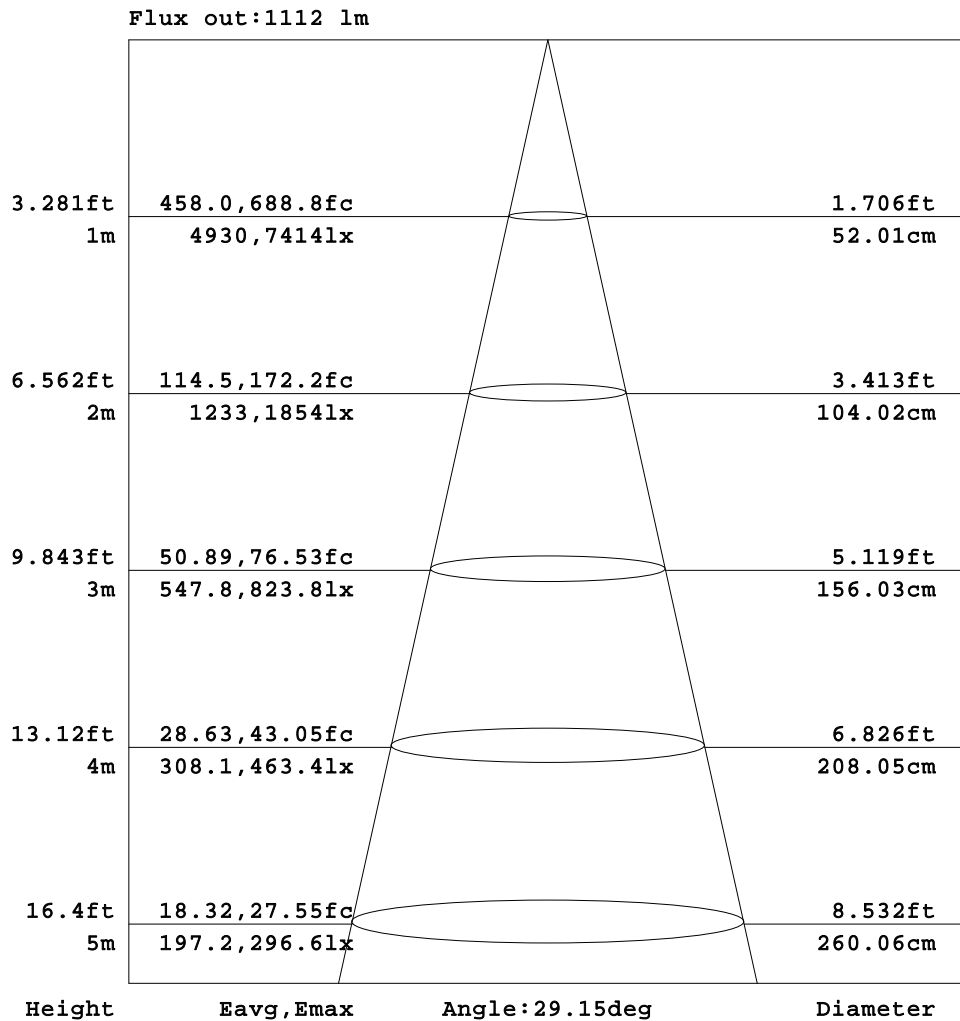 Flux out:1112 lm
3.281ft 458.0,688.8fc 1.706ft
1m 4930,7414lx 52.01cm
6.562ft 114.5,172.2fc 3.413ft
2m 1233,1854lx 104.02cm
9.843ft 50.89,76.53fc 5.119ft
3m 547.8,823.8lx 156.03cm
13.12ft 28.63,43.05fc 6.826ft
4m 308.1,463.4lx 208.05cm
16.4ft 18.32,27.55fc 8.532ft
5m 197.2,296.6lx 260.06cm
Height Eavg,Emax Angle:29.15deg Diameter